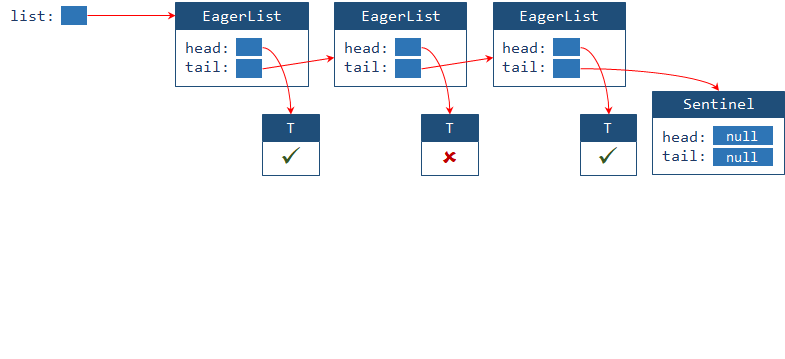 list:
EagerList
head:
tail:
EagerList
head:
tail:
EagerList
head:
tail:
T
✓
T
✘
T
✓
Sentinel
head: null
tail: null